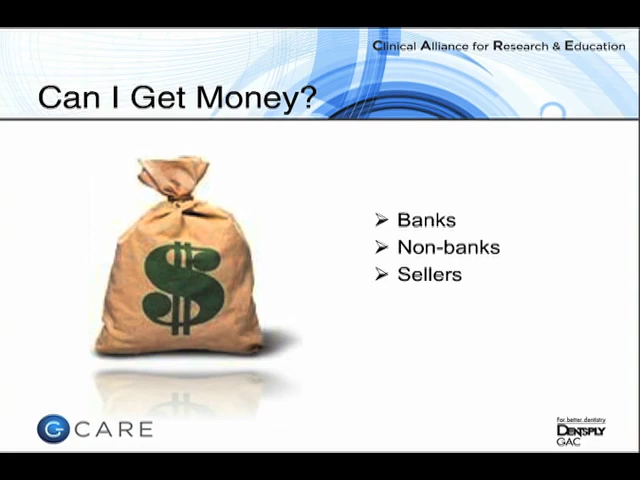 Clinical Alliance for Research & Education
Can I Get Money?
$
Banks
Non-banks
Sellers
G CARE
For better dentistry
DENTSPLY
GAC